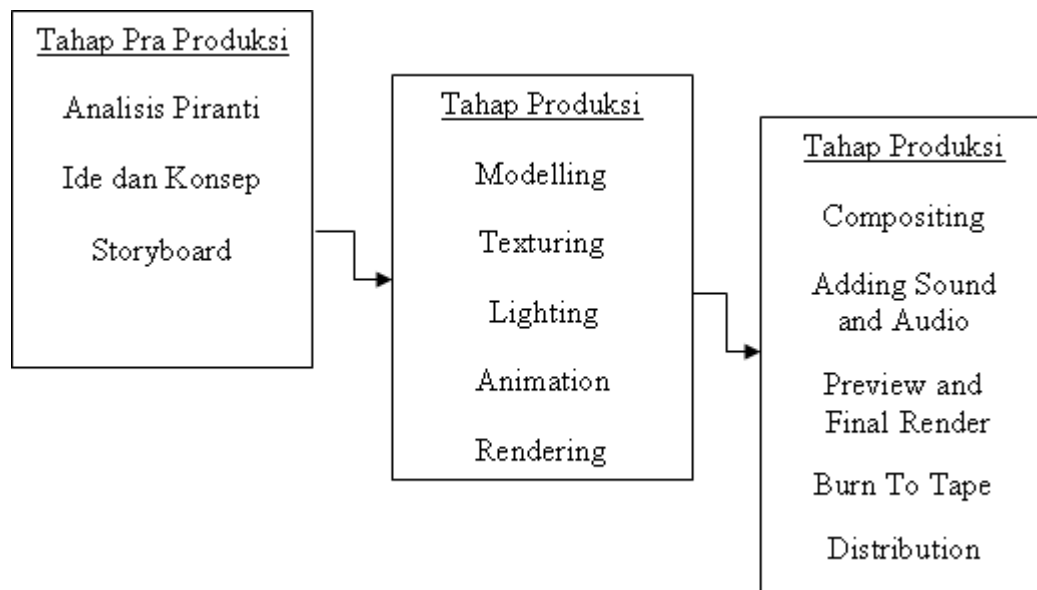 Tahap Pra Produksi
Analisis Piranti
Ide dan Konsep
Storyboard
Tahap Produksi
Modelling
Texturing
Lighting
Animation
Rendering
Tahap Produksi
Compositing
Adding Sound
and Audio
Preview and
Final Render
Burn To Tape
Distribution